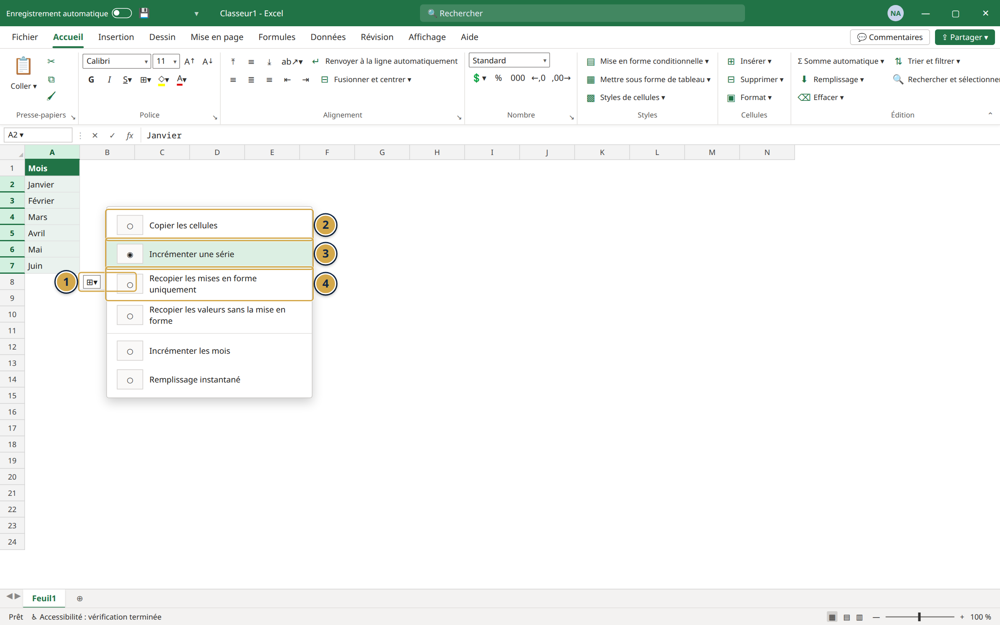 Enregistrement automatique
Classeur1 - Excel
Rechercher
NA
Fichier Accueil Insertion Dessin Mise en page Formules Données Révision Affichage Aide
Commentaires
Partager
Calibri 11
ab
Renvoyer à la ligne automatiquement
Standard
Mise en forme conditionnelle
Insérer
Σ Somme automatique
Trier et filtrer
G I S A
Fusionner et centrer
% 000 ←,0 ,00→
Mettre sous forme de tableau
Supprimer
Remplissage
Rechercher et sélectionner
Coller
Styles de cellules
Format
Effacer
Presse-papiers Police Alignement Nombre Styles Cellules Édition
A2
fx
Janvier
A B C D E F G H I J K L M N
1 Mois
2 Janvier
3 Février
4 Mars
5 Avril
6 Mai
7 Juin
8
9
10
11
12
13
14
15
16
17
18
19
20
21
22
23
24
1
Copier les cellules
2
Incrémenter une série
3
Recopier les mises en forme
uniquement
4
Recopier les valeurs sans la mise en
forme
Incrémenter les mois
Remplissage instantané
Feuil1
Prêt
Accessibilité : vérification terminée
— + 100 %